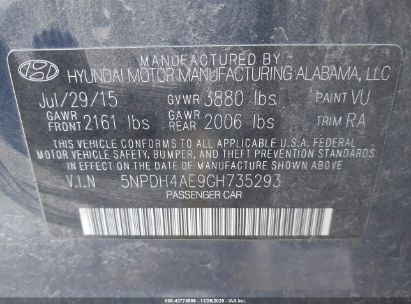 MANUFACTURED BY
HYUNDAI MOTOR MANUFACTURING ALABAMA, LLC
Jul/29/15 GVWR 3880 lbs PAINT VU
GAWR FRONT 2161 lbs GAWR REAR 2006 lbs TRIM RA
THIS VEHICLE CONFORMS TO ALL APPLICABLE U.S.A. FEDERAL
MOTOR VEHICLE SAFETY, BUMPER, AND THEFT PREVENTION STANDARDS
IN EFFECT ON THE DATE OF MANUFACTURE SHOWN ABOVE.
V.I.N 5NPDH4AE9GH735293
PASSENGER CAR